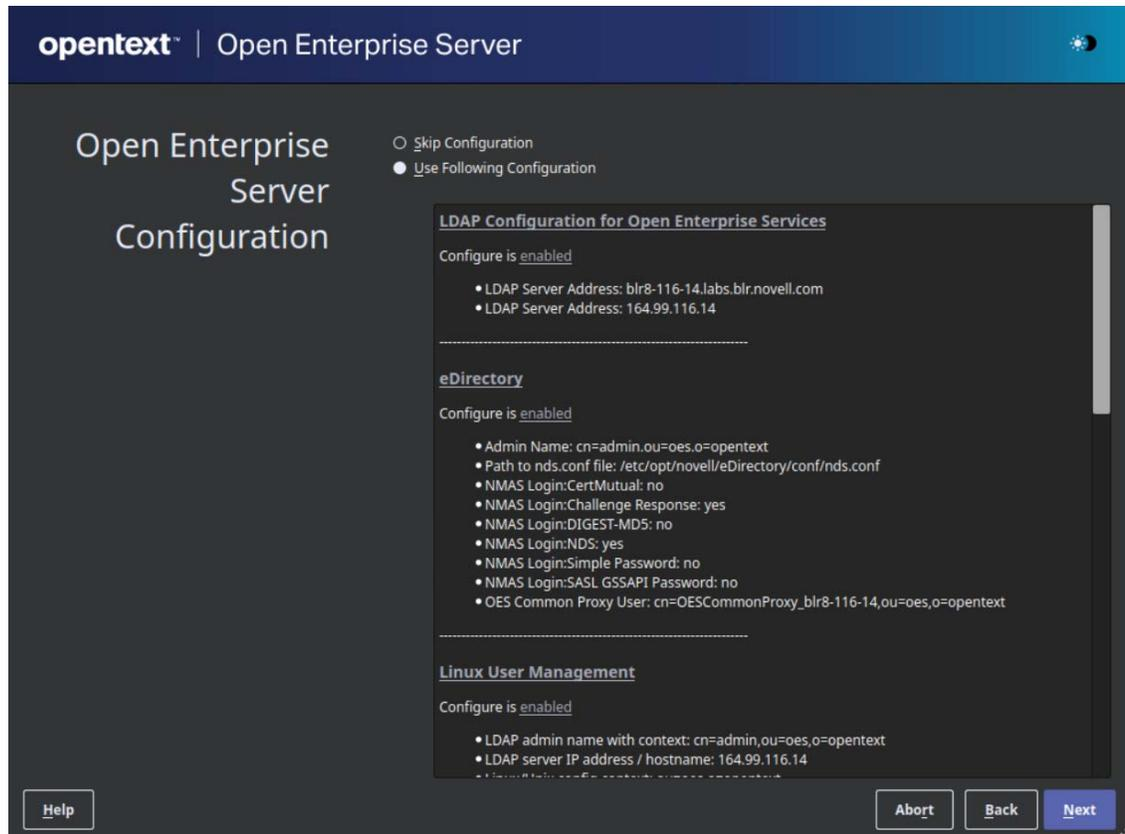 opentext™ | Open Enterprise Server
Open Enterprise
Server
Configuration
Skip Configuration
Use Following Configuration
LDAP Configuration for Open Enterprise Services
Configure is enabled
• LDAP Server Address: blr8-116-14.labs.blr.novell.com
• LDAP Server Address: 164.99.116.14
----------------------------------------------------------------------
eDirectory
Configure is enabled
• Admin Name: cn=admin.ou=oes.o=opentext
• Path to nds.conf file: /etc/opt/novell/eDirectory/conf/nds.conf
• NMAS Login:CertMutual: no
• NMAS Login:Challenge Response: yes
• NMAS Login:DIGEST-MD5: no
• NMAS Login:NDS: yes
• NMAS Login:Simple Password: no
• NMAS Login:SASL GSSAPI Password: no
• OES Common Proxy User: cn=OESCommonProxy_blr8-116-14,ou=oes,o=opentext
----------------------------------------------------------------------
Linux User Management
Configure is enabled
• LDAP admin name with context: cn=admin,ou=oes,o=opentext
• LDAP server IP address / hostname: 164.99.116.14
Help
Abort
Back
Next